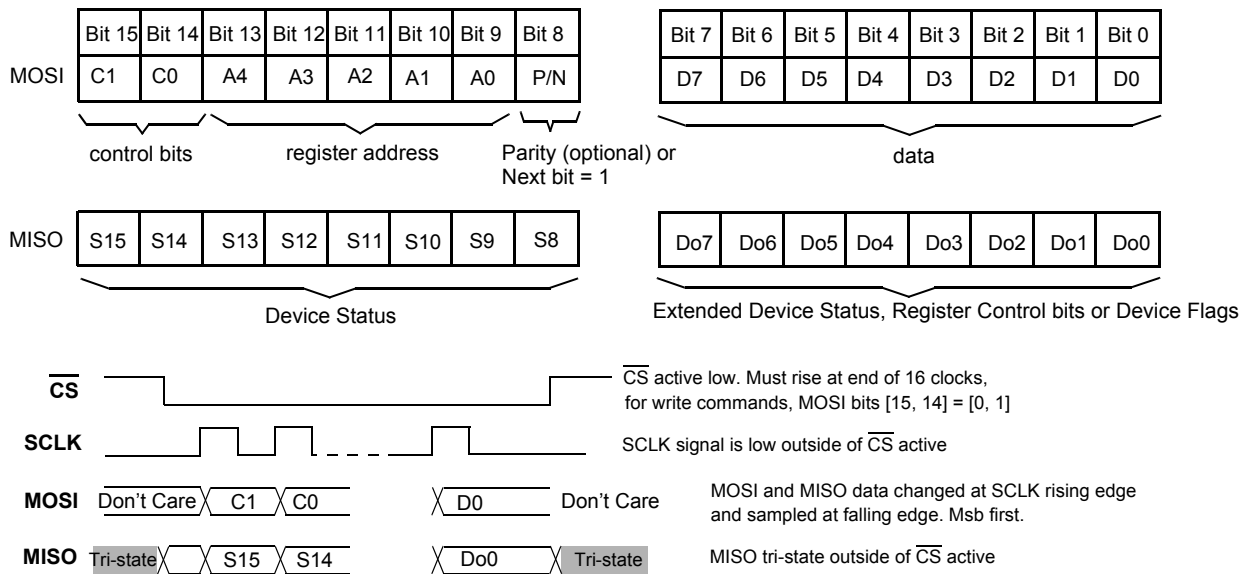 Bit 15 Bit 14 Bit 13 Bit 12 Bit 11 Bit 10 Bit 9 Bit 8 Bit 7 Bit 6 Bit 5 Bit 4 Bit 3 Bit 2 Bit 1 Bit 0
MOSI C1 C0 A4 A3 A2 A1 A0 P/N D7 D6 D5 D4 D3 D2 D1 D0
control bits register address Parity (optional) or data
Next bit = 1
MISO S15 S14 S13 S12 S11 S10 S9 S8 Do7 Do6 Do5 Do4 Do3 Do2 Do1 Do0
Device Status Extended Device Status, Register Control bits or Device Flags
CS CS active low. Must rise at end of 16 clocks,
for write commands, MOSI bits [15, 14] = [0, 1]
SCLK SCLK signal is low outside of CS active
MOSI Don't Care C1 C0 D0 Don't Care MOSI and MISO data changed at SCLK rising edge
and sampled at falling edge. Msb first.
MISO Tri-state S15 S14 Do0 Tri-state MISO tri-state outside of CS active